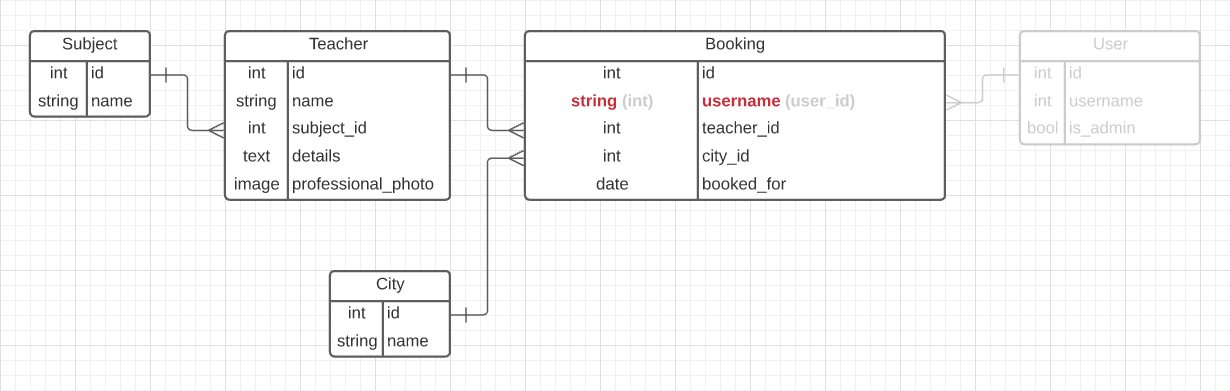 Subject
int id
string name
Teacher
int id
string name
int subject_id
text details
image professional_photo
Booking
int id
string (int) username (user_id)
int teacher_id
int city_id
date booked_for
User
int id
int username
bool is_admin
City
int id
string name